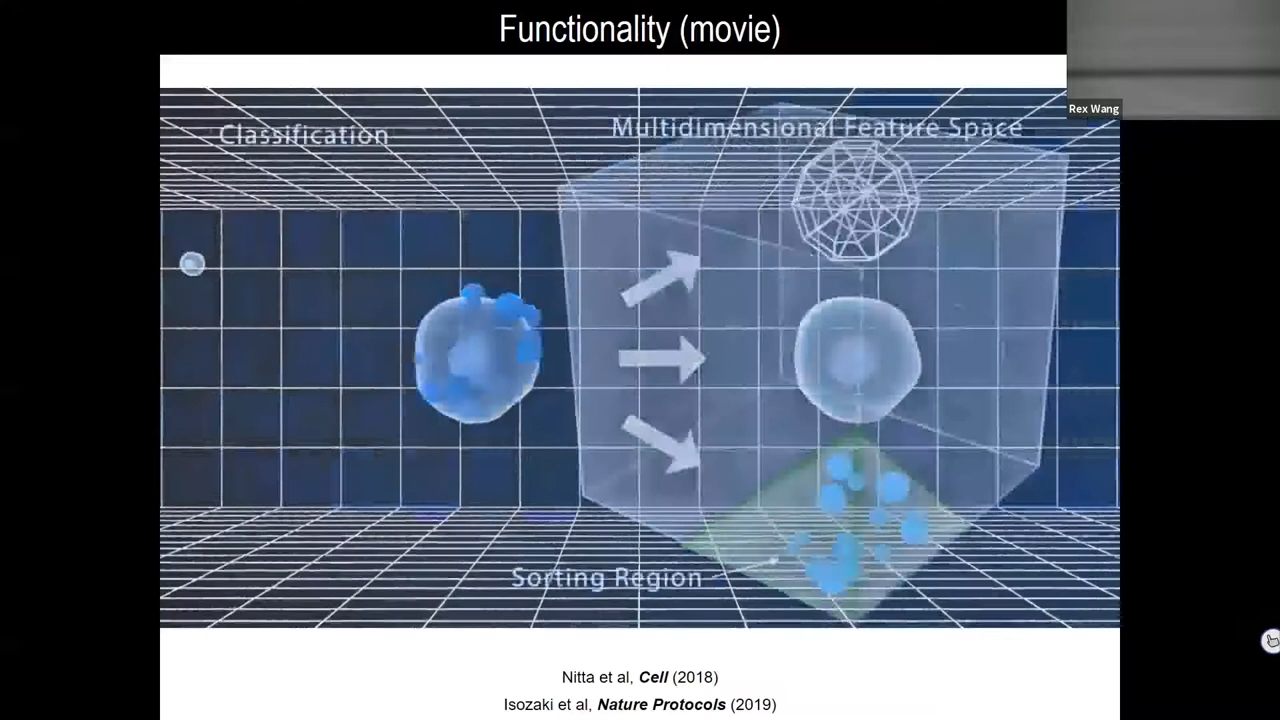 Functionality (movie)
Rex Wang
Classification
Multidimensional Feature Space
Sorting Region
Nitta et al, Cell (2018)
Isozaki et al, Nature Protocols (2019)